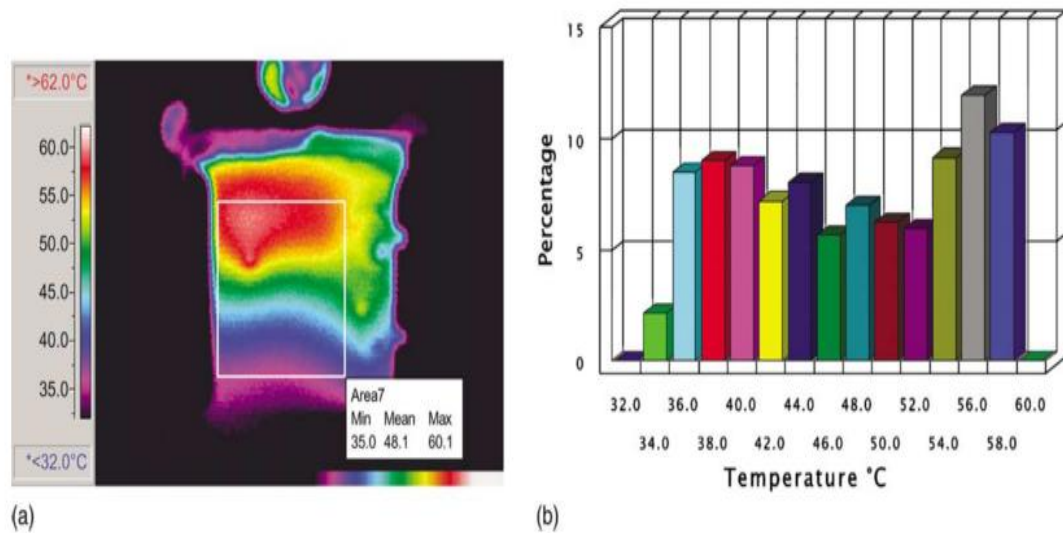 *>62.0°C
60.0-
55.0-
50.0-
45.0-
40.0-
35.0-
*<32.0°C
Area7
Min Mean Max
35.0 48.1 60.1
(a)
15
10
5
0
Percentage
32.0 36.0 40.0 44.0 48.0 52.0 56.0 60.0
34.0 38.0 42.0 46.0 50.0 54.0 58.0
Temperature °C
(b)